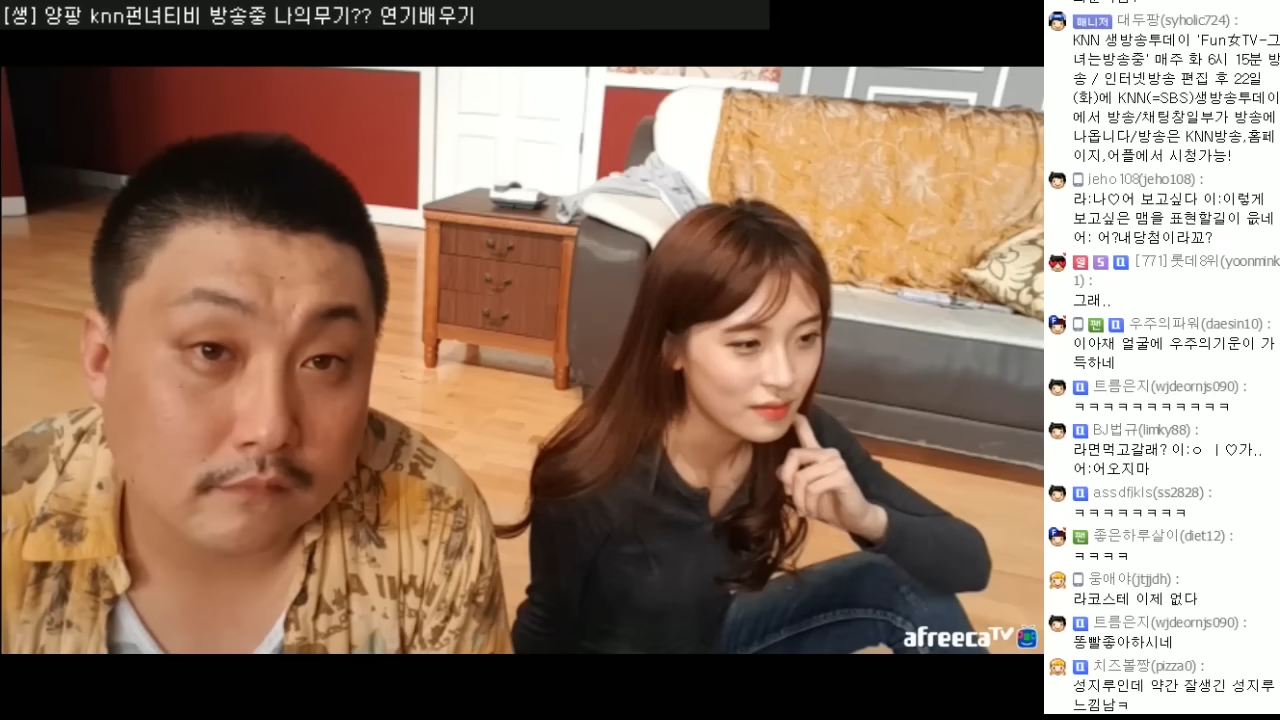 [생] 양팡 knn펀녀티비 방송중 나의무기?? 연기배우기
매니저 대두팡(syholic724) :
KNN 생방송투데이 'Fun女TV-그
녀는방송중' 매주 화 6시 15분 방
송 / 인터넷방송 편집 후 22일
(화)에 KNN(=SBS)생방송투데이
에서 방송/채팅창일부가 방송에
나옵니다/방송은 KNN방송,홈페
이지,어플에서 시청가능!
jeho108(jeho108) :
라:나♡어 보고싶다 이:이렇게
보고싶은 맴을 표현할길이 읎네
어: 어?내당첨이라꼬?
열 5 [771] 롯데8위(yoonmink
1) :
그래..
팬 우주의파워(daesin10) :
이아재 얼굴에 우주의기운이 가
득하네
트름은지(wjdeornjs090) :
ㅋㅋㅋㅋㅋㅋㅋㅋㅋㅋㅋ
BJ법규(limky88) :
라면먹고갈래? 이:ㅇ ㅣ♡가..
어:어오지마
assdfjkls(ss2828) :
ㅋㅋㅋㅋㅋㅋㅋㅋ
팬 좋은하루살이(diet12) :
ㅋㅋㅋㅋ
웅애야(jtjjdh) :
라코스테 이제 없다
트름은지(wjdeornjs090) :
똥빨좋아하시네
치즈볼짱(pizza0) :
성지루인데 약간 잘생긴 성지루
느낌남ㅋ
afreecaTV